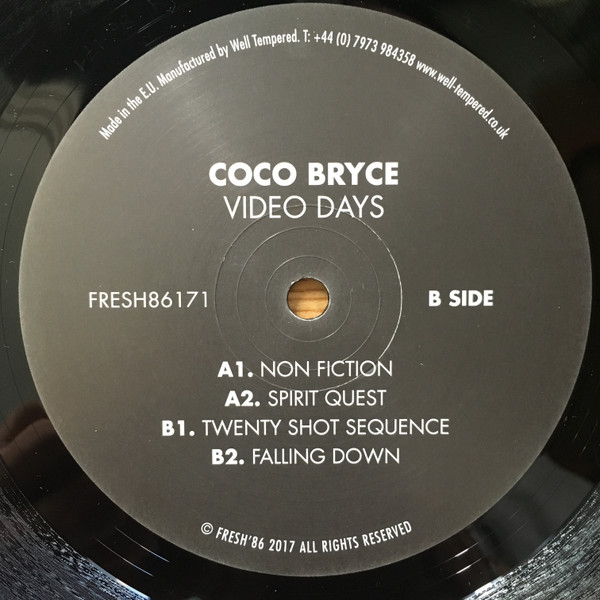 Made in the E.U. Manufactured by Well Tempered. T: +44 (0) 7973 984358 www.well-tempered.co.uk
COCO BRYCE
VIDEO DAYS
FRESH86171
B SIDE
A1. NON FICTION
A2. SPIRIT QUEST
B1. TWENTY SHOT SEQUENCE
B2. FALLING DOWN
© FRESH'86 2017 ALL RIGHTS RESERVED